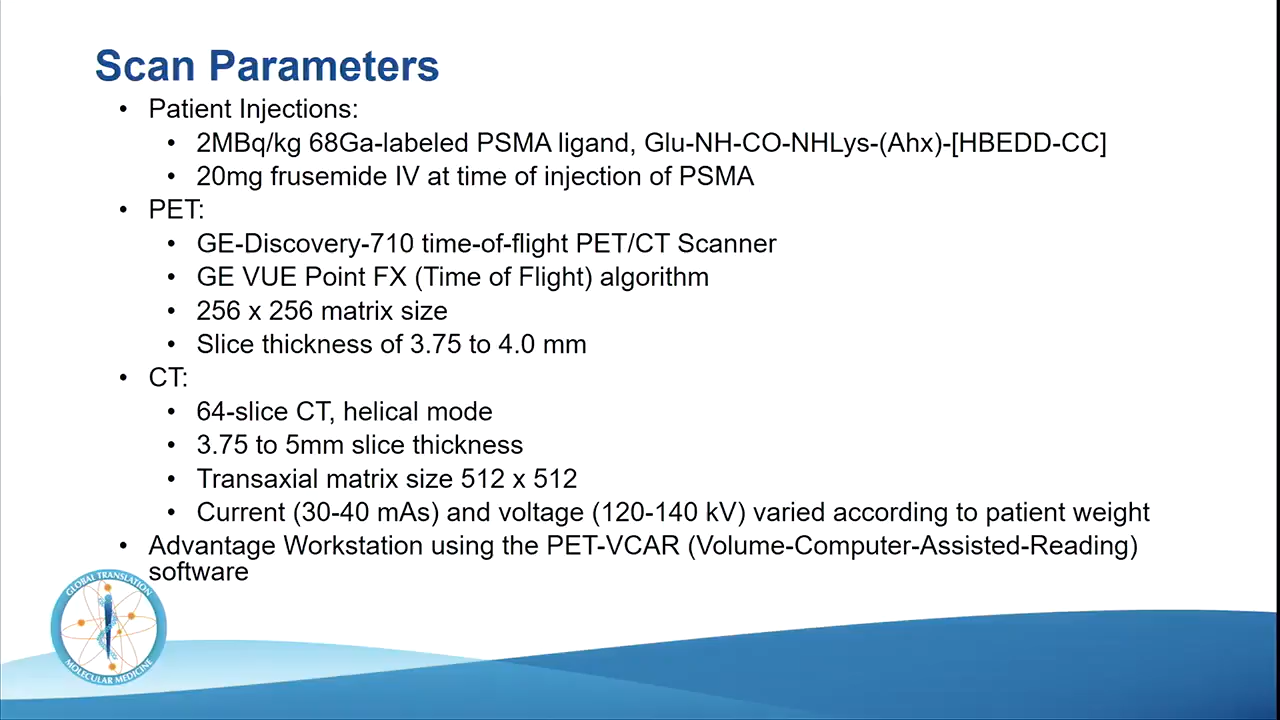 Scan Parameters
• Patient Injections:
• 2MBq/kg 68Ga-labeled PSMA ligand, Glu-NH-CO-NHLys-(Ahx)-[HBEDD-CC]
• 20mg frusemide IV at time of injection of PSMA
• PET:
• GE-Discovery-710 time-of-flight PET/CT Scanner
• GE VUE Point FX (Time of Flight) algorithm
• 256 x 256 matrix size
• Slice thickness of 3.75 to 4.0 mm
• CT:
• 64-slice CT, helical mode
• 3.75 to 5mm slice thickness
• Transaxial matrix size 512 x 512
• Current (30-40 mAs) and voltage (120-140 kV) varied according to patient weight
• Advantage Workstation using the PET-VCAR (Volume-Computer-Assisted-Reading)
software
GLOBAL TRANSLATION
MOLECULAR MEDICINE